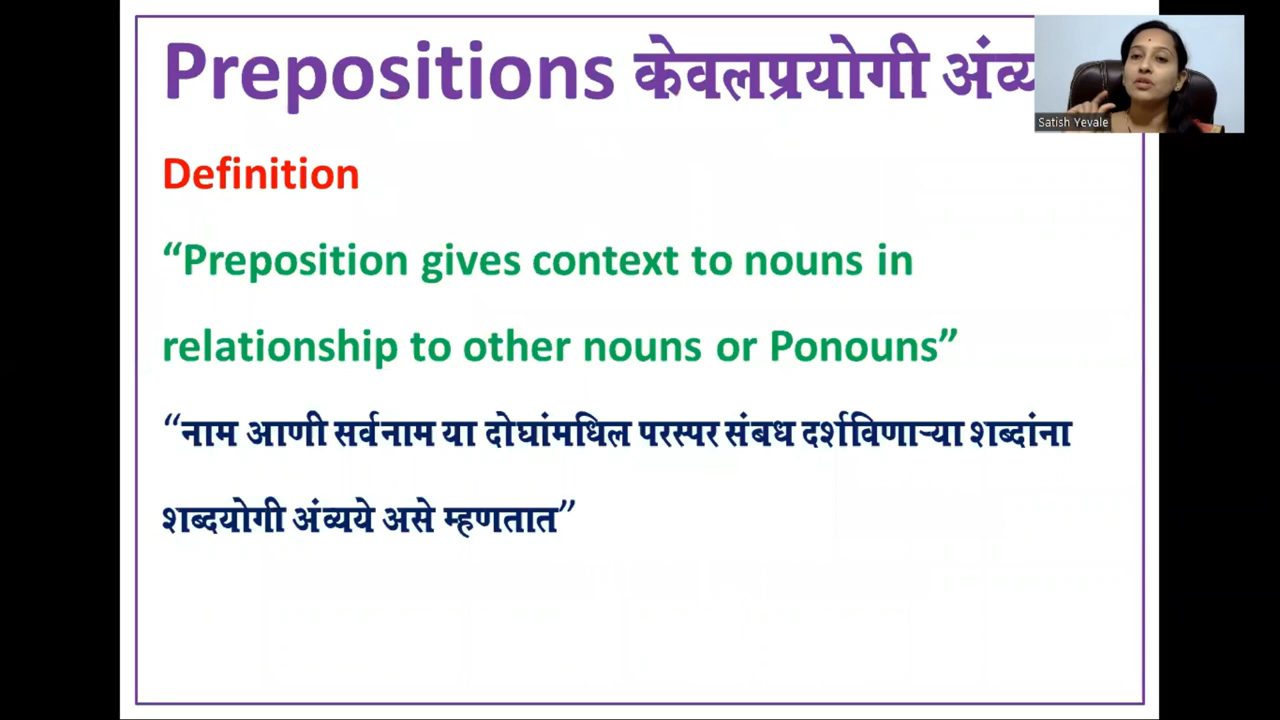 Prepositions केवलप्रयोगी अंव्य
Satish Yevale
Definition
“Preposition gives context to nouns in
relationship to other nouns or Ponouns”
“नाम आणी सर्वनाम या दोघांमधिल परस्पर संबध दर्शविणाऱ्या शब्दांना
शब्दयोगी अंव्यये असे म्हणतात”